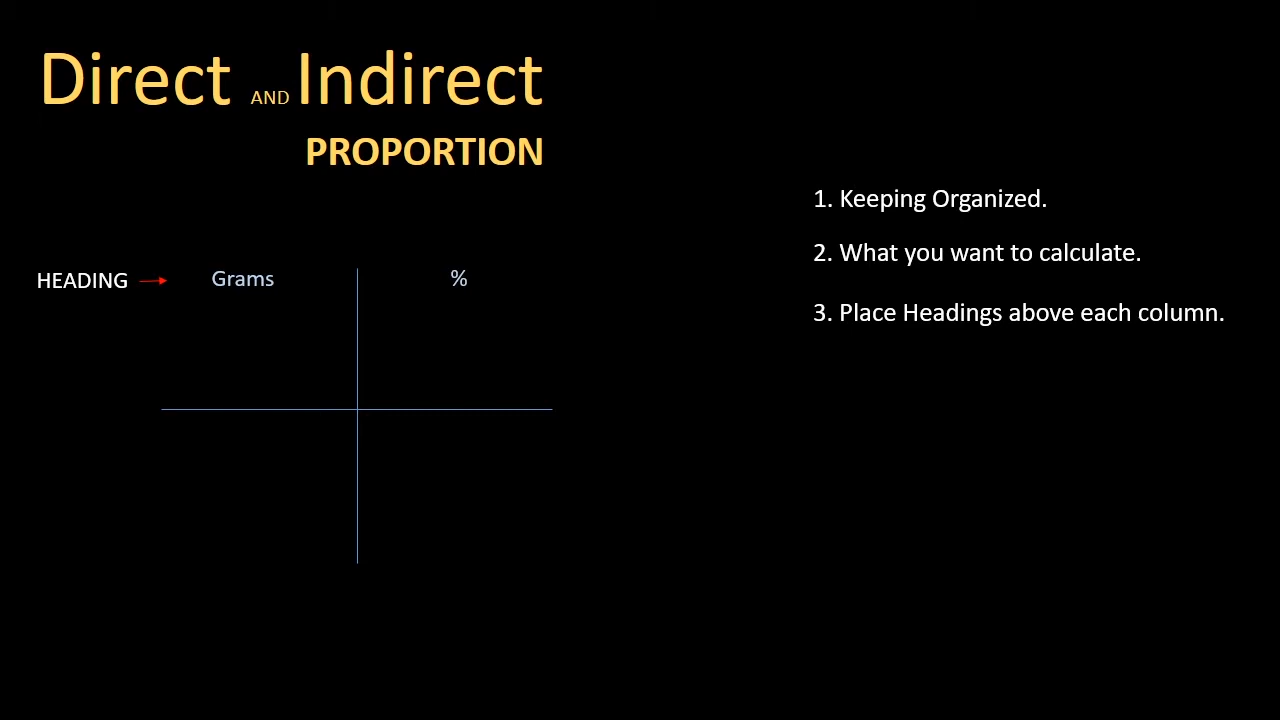 Direct AND Indirect
PROPORTION
1. Keeping Organized.
2. What you want to calculate.
HEADING Grams %
3. Place Headings above each column.